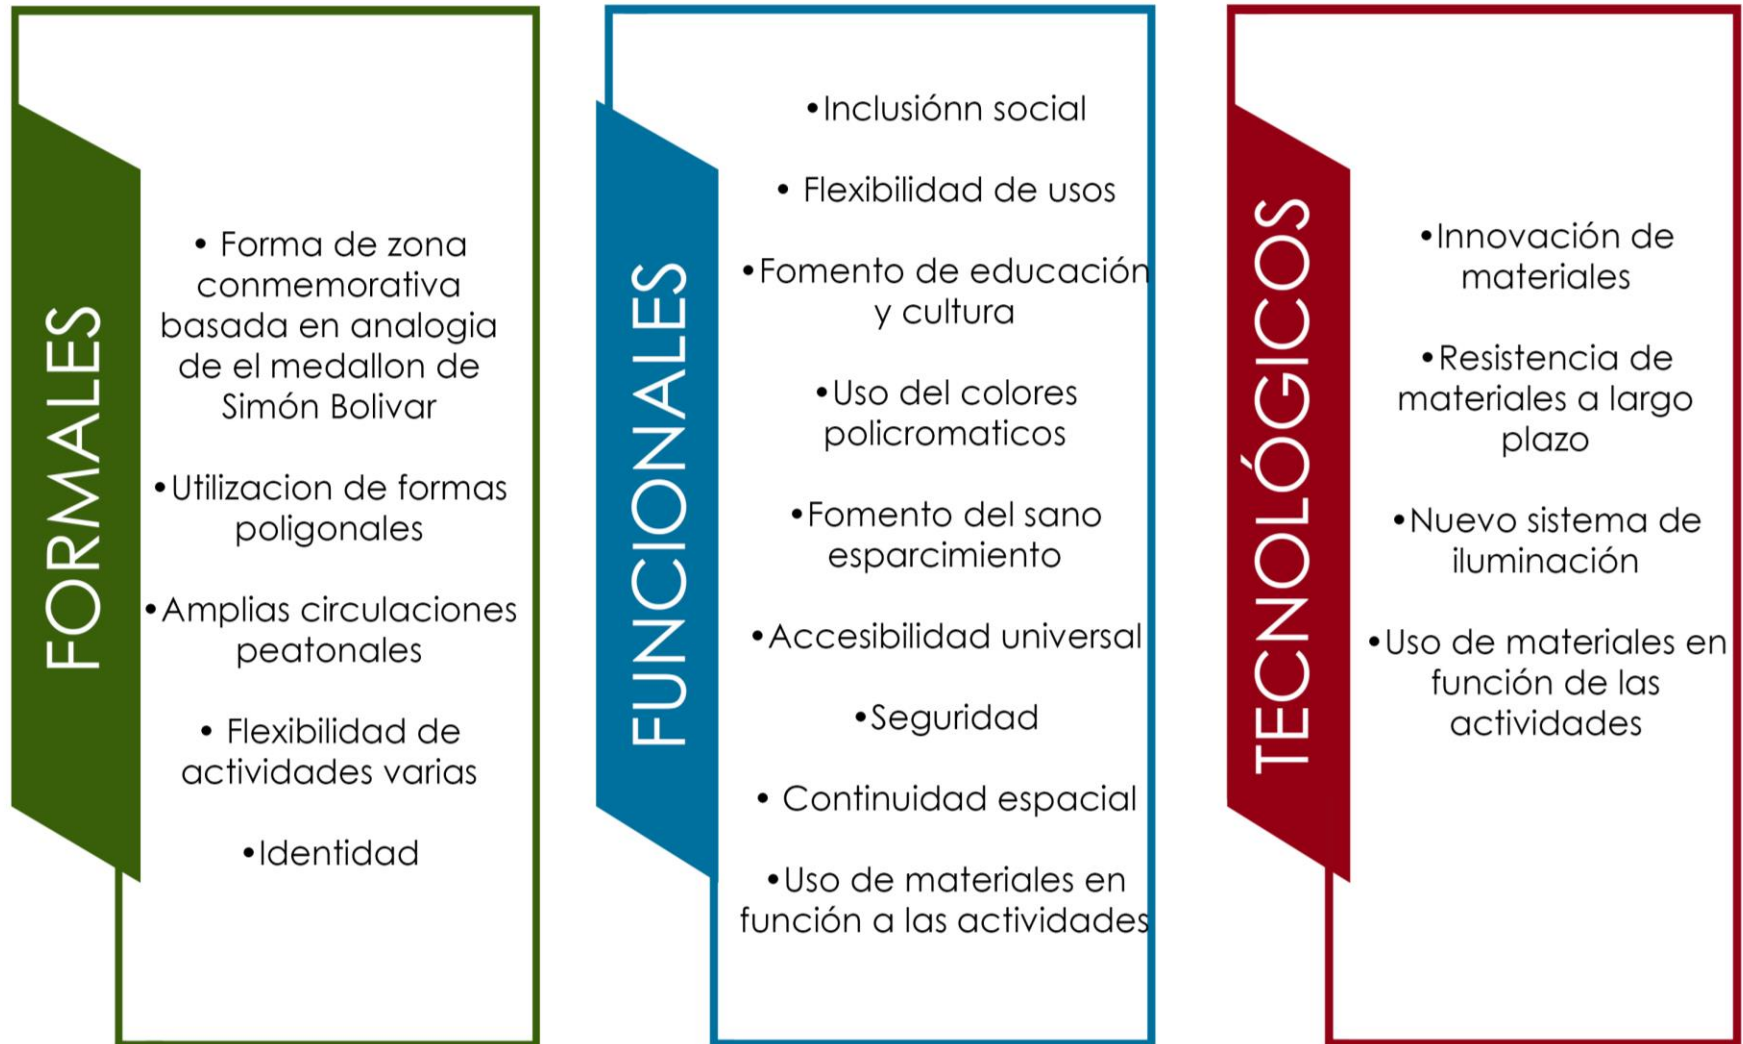 FORMALES
• Forma de zona
conmemorativa
basada en analogia
de el medallon de
Simón Bolivar
•Utilizacion de formas
poligonales
•Amplias circulaciones
peatonales
• Flexibilidad de
actividades varias
•Identidad
FUNCIONALES
•Inclusiónn social
• Flexibilidad de usos
•Fomento de educación
y cultura
•Uso del colores
policromaticos
•Fomento del sano
esparcimiento
•Accesibilidad universal
•Seguridad
• Continuidad espacial
•Uso de materiales en
función a las actividades
TECNOLÓGICOS
•Innovación de
materiales
•Resistencia de
materiales a largo
plazo
•Nuevo sistema de
iluminación
•Uso de materiales en
función de las
actividades